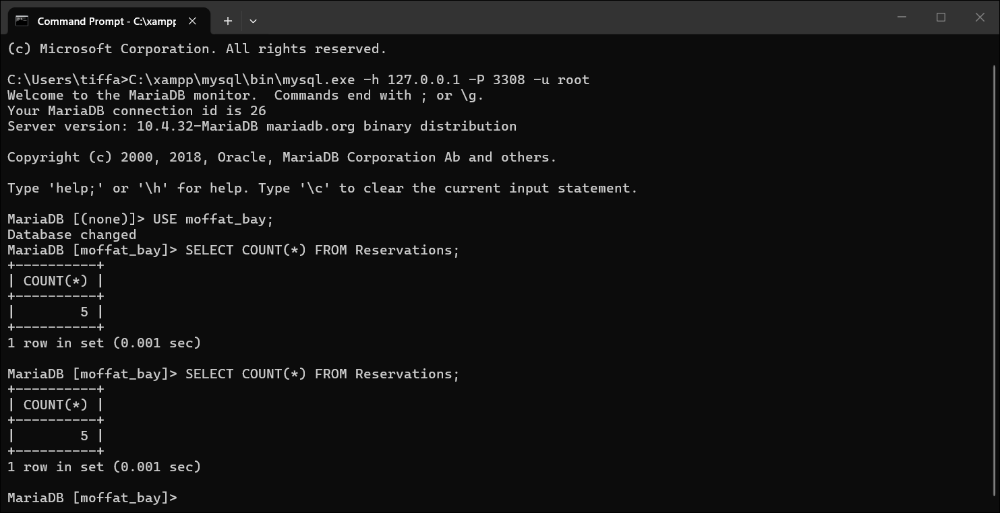 Command Prompt - C:\xampp
(c) Microsoft Corporation. All rights reserved.
C:\Users\tiffa>C:\xampp\mysql\bin\mysql.exe -h 127.0.0.1 -P 3308 -u root
Welcome to the MariaDB monitor.  Commands end with ; or \g.
Your MariaDB connection id is 26
Server version: 10.4.32-MariaDB mariadb.org binary distribution
Copyright (c) 2000, 2018, Oracle, MariaDB Corporation Ab and others.
Type 'help;' or '\h' for help. Type '\c' to clear the current input statement.
MariaDB [(none)]> USE moffat_bay;
Database changed
MariaDB [moffat_bay]> SELECT COUNT(*) FROM Reservations;
+----------+
| COUNT(*) |
+----------+
|        5 |
+----------+
1 row in set (0.001 sec)
MariaDB [moffat_bay]> SELECT COUNT(*) FROM Reservations;
+----------+
| COUNT(*) |
+----------+
|        5 |
+----------+
1 row in set (0.001 sec)
MariaDB [moffat_bay]>